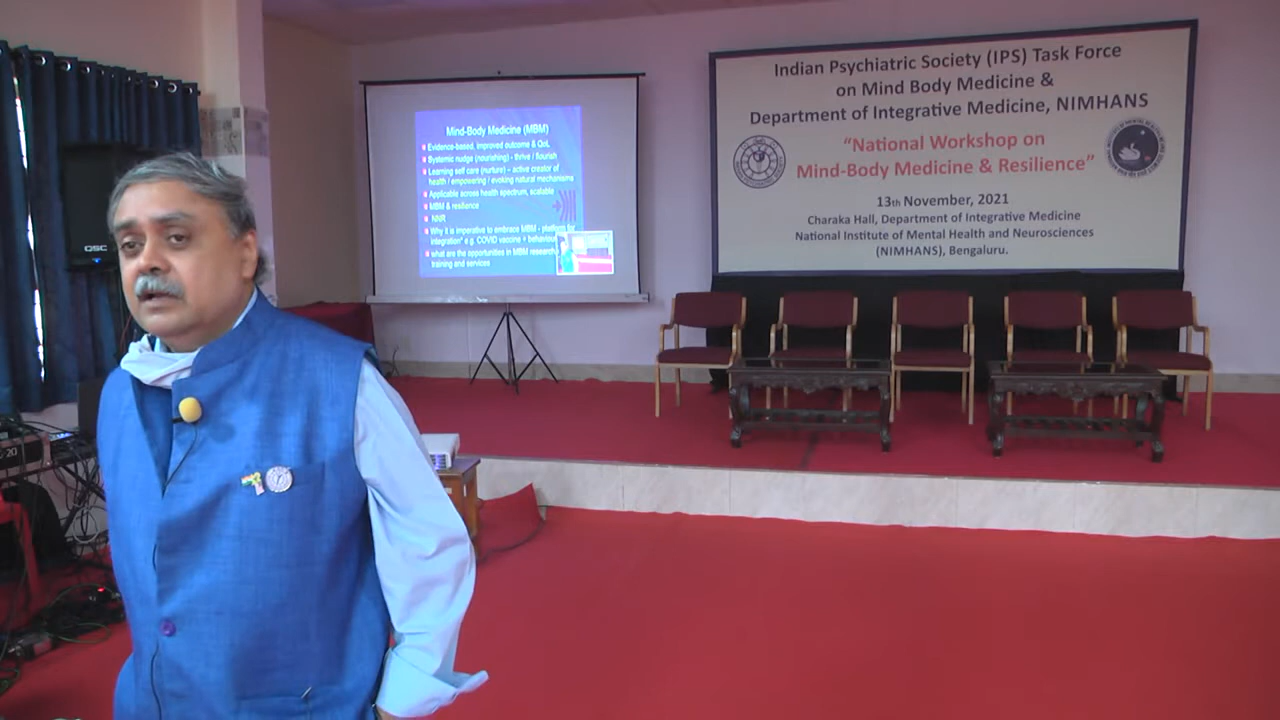 Indian Psychiatric Society (IPS) Task Force
on Mind Body Medicine &
Department of Integrative Medicine, NIMHANS
“National Workshop on
Mind-Body Medicine & Resilience”
13th November, 2021
Charaka Hall, Department of Integrative Medicine
National Institute of Mental Health and Neurosciences
(NIMHANS), Bengaluru.
Mind-Body Medicine (MBM)
Evidence-based, improved outcome & QoL
Systemic nudge (nourishing) - thrive / flourish
Learning self care (nurture) – active creator of
health / empowering / evoking natural mechanisms
Applicable across health spectrum, scalable
MBM & resilience
NNR
Why it is imperative to embrace MBM - platform for
integration* e.g. COVID vaccine +
what are the opportunities in MBM
training and services
QSC
20